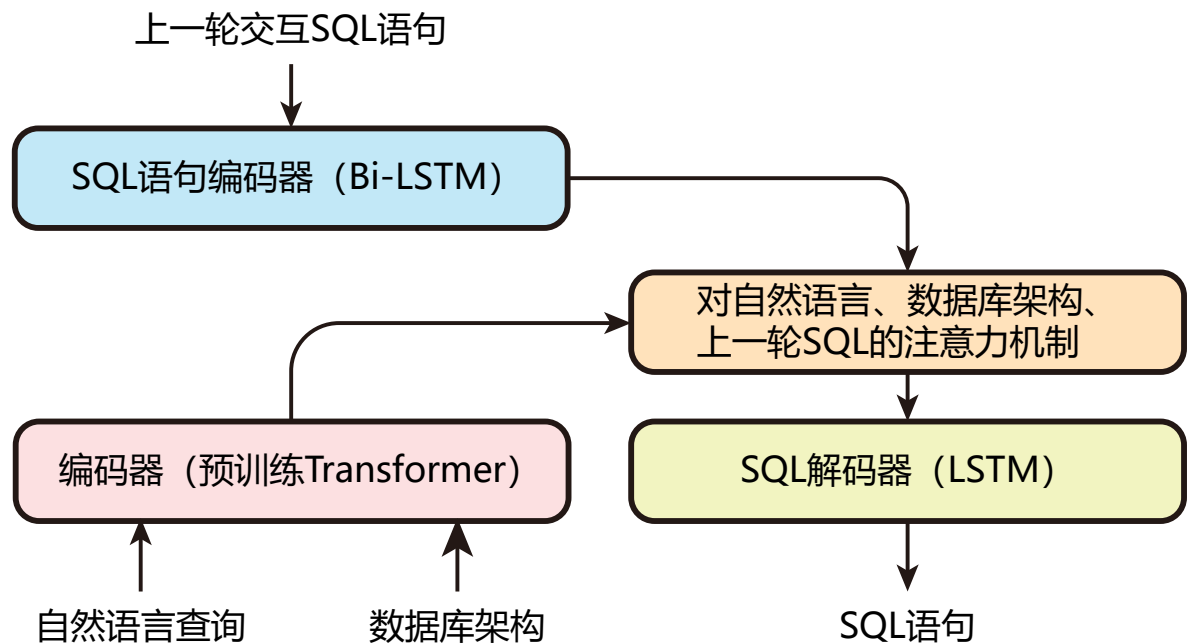 上一轮交互SQL语句
SQL语句编码器（Bi-LSTM）
对自然语言、数据库架构、
上一轮SQL的注意力机制
编码器（预训练Transformer）
SQL解码器（LSTM）
自然语言查询
数据库架构
SQL语句